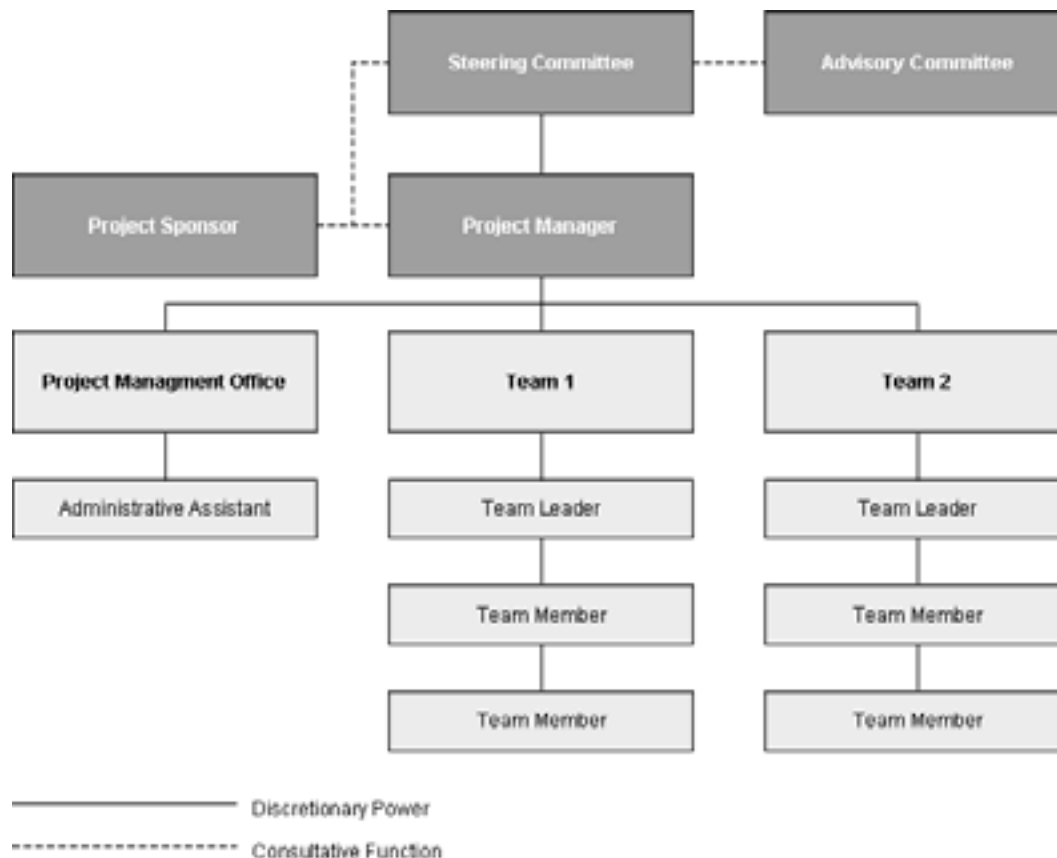 Steering Committee
Advisory Committee
Project Sponsor
Project Manager
Project Managment Office
Team 1
Team 2
Administrative Assistant
Team Leader
Team Leader
Team Member
Team Member
Team Member
Team Member
Discretionary Power
Consultative Function